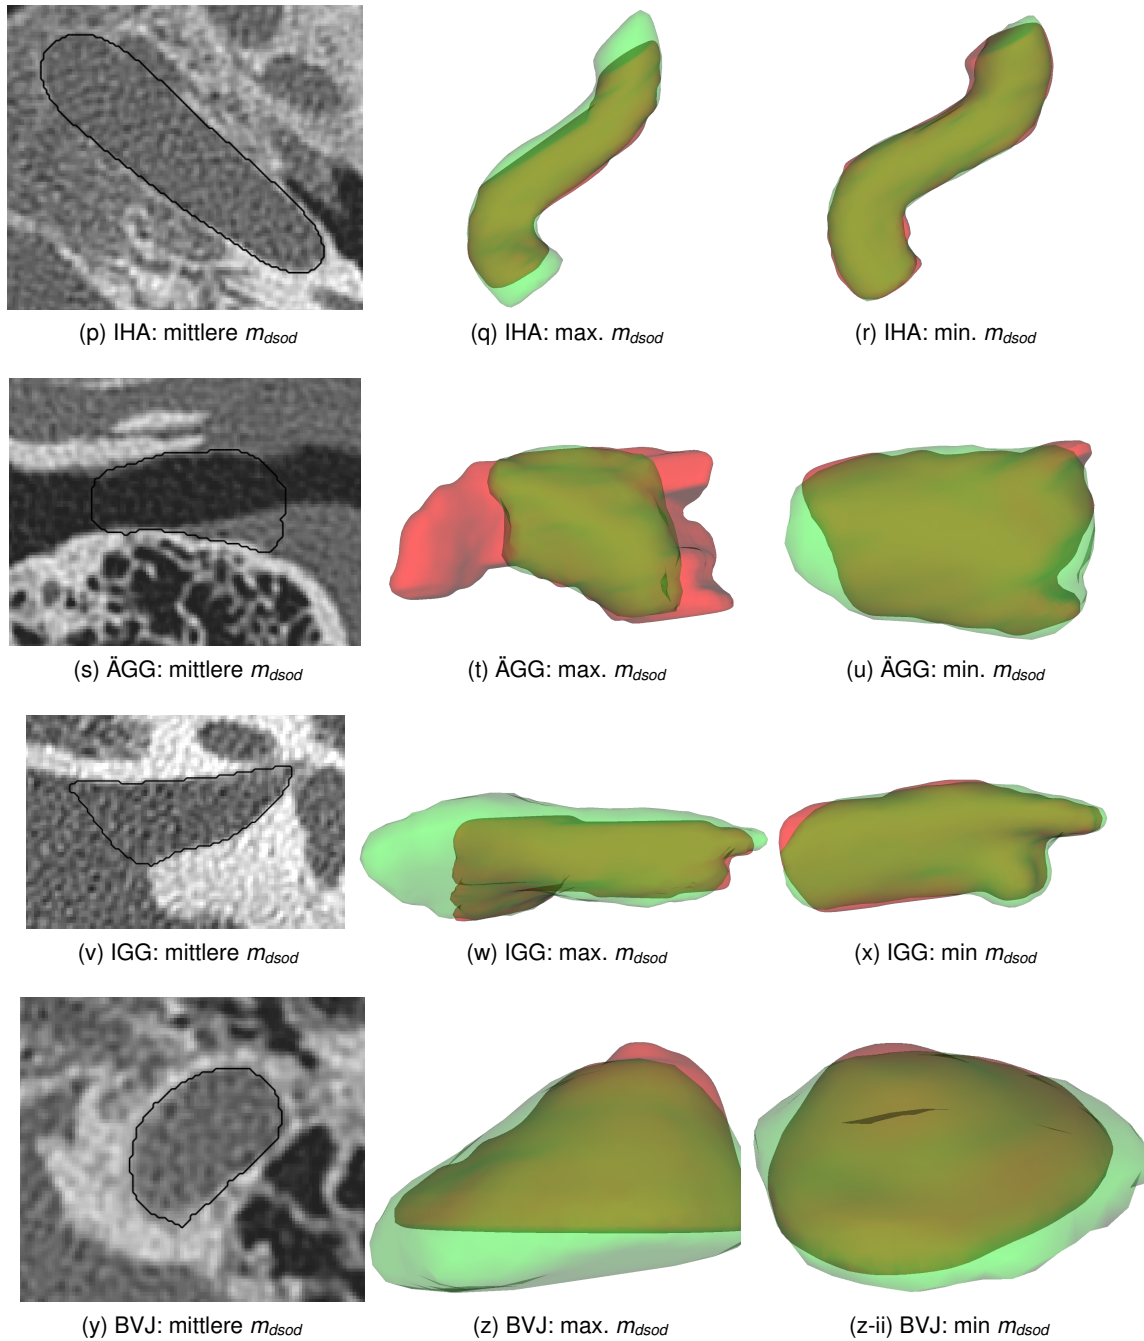 (p) IHA: mittlere m_dsod
(q) IHA: max. m_dsod
(r) IHA: min. m_dsod
(s) ÄGG: mittlere m_dsod
(t) ÄGG: max. m_dsod
(u) ÄGG: min. m_dsod
(v) IGG: mittlere m_dsod
(w) IGG: max. m_dsod
(x) IGG: min m_dsod
(y) BVJ: mittlere m_dsod
(z) BVJ: max. m_dsod
(z-ii) BVJ: min m_dsod